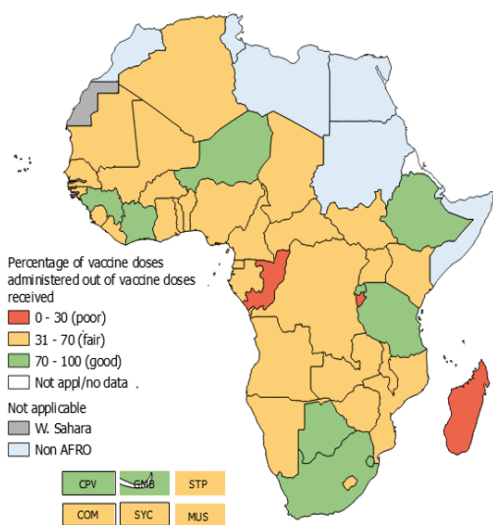 Percentage of vaccine doses
administered out of vaccine doses
received
0 - 30 (poor)
31 - 70 (fair)
70 - 100 (good)
Not appl/no data .
Not applicable
W. Sahara
Non AFRO
CPV GMB STP
COM SYC MUS